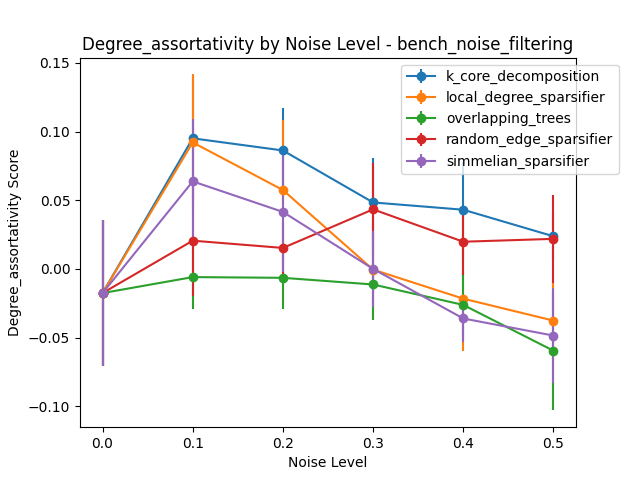 Degree_assortativity by Noise Level - bench_noise_filtering
k_core_decomposition
local_degree_sparsifier
overlapping_trees
random_edge_sparsifier
simmelian_sparsifier
Degree_assortativity Score
0.15
0.10
0.05
0.00
−0.05
−0.10
0.0 0.1 0.2 0.3 0.4 0.5
Noise Level